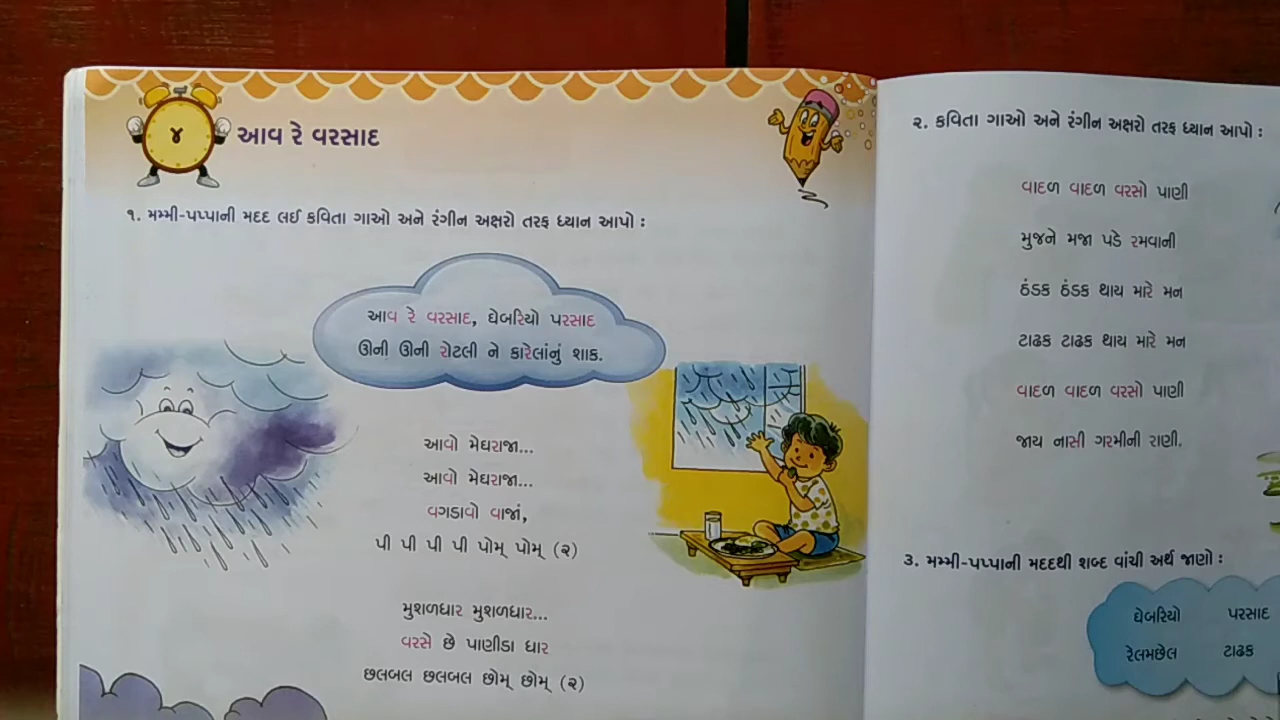 ૪
આવ રે વરસાદ
૧. મમ્મી-પપ્પાની મદદ લઈ કવિતા ગાઓ અને રંગીન અક્ષરો તરફ ધ્યાન આપો :
આવ રે વરસાદ, ઘેબરિયો પરસાદ
ઊની ઊની રોટલી ને કારેલાંનું શાક.
આવો મેઘરાજા...
આવો મેઘરાજા...
વગડાવો વાજાં,
પી પી પી પી પોમ્ પોમ્ (૨)
મુશળધાર મુશળધાર...
વરસે છે પાણીડા ધાર
છલબલ છલબલ છોમ્ છોમ્ (૨)
૨. કવિતા ગાઓ અને રંગીન અક્ષરો તરફ ધ્યાન આપો :
વાદળ વાદળ વરસો પાણી
મુજને મજા પડે રમવાની
ઠંડક ઠંડક થાય મારે મન
ટાઢક ટાઢક થાય મારે મન
વાદળ વાદળ વરસો પાણી
જાય નાસી ગરમીની રાણી.
૩. મમ્મી-પપ્પાની મદદથી શબ્દ વાંચી અર્થ જાણો :
ઘેબરિયો પરસાદ
રેલમછેલ ટાઢક